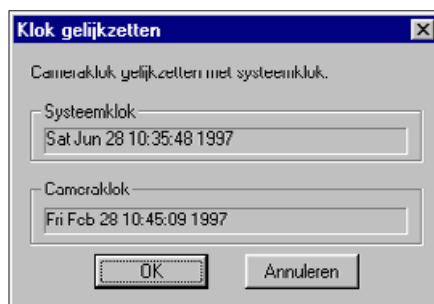 Klok gelijkzetten
Cameraklok gelijkzetten met systeemklok.
Systeemklok
Sat Jun 28 10:35:48 1997
Cameraklok
Fri Feb 28 10:45:09 1997
OK
Annuleren